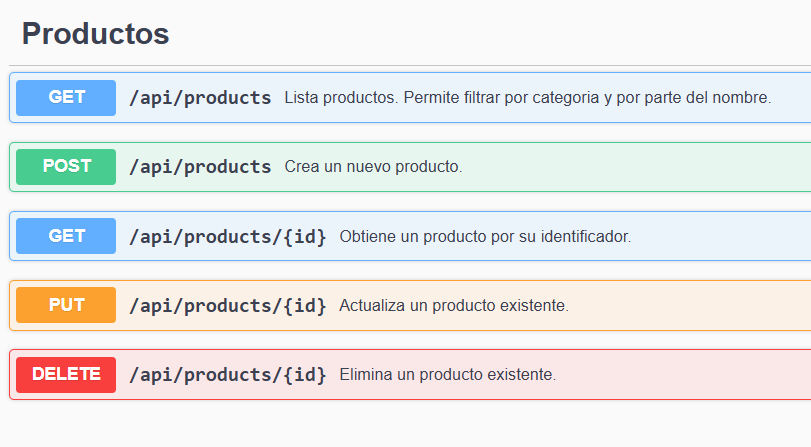 Productos
GET /api/products Lista productos. Permite filtrar por categoria y por parte del nombre.
POST /api/products Crea un nuevo producto.
GET /api/products/{id} Obtiene un producto por su identificador.
PUT /api/products/{id} Actualiza un producto existente.
DELETE /api/products/{id} Elimina un producto existente.